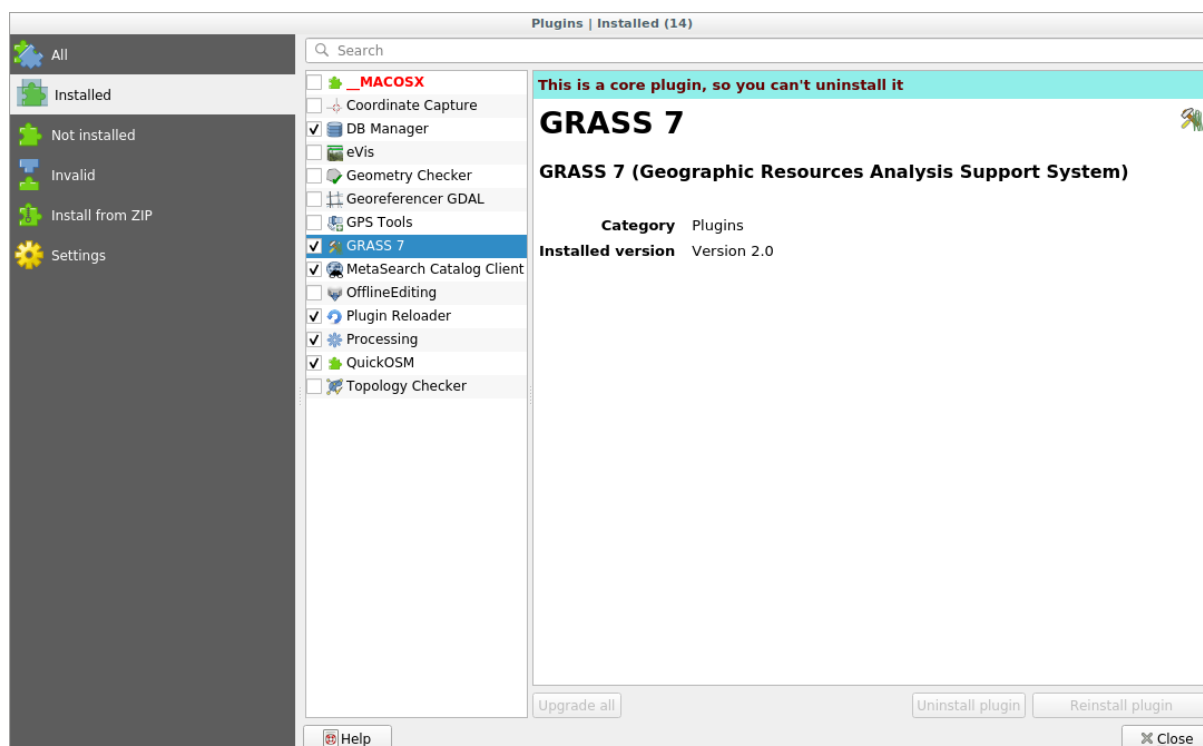 Plugins | Installed (14)
All
Installed
Not installed
Invalid
Install from ZIP
Settings
Search
__MACOSX
Coordinate Capture
DB Manager
eVis
Geometry Checker
Georeferencer GDAL
GPS Tools
GRASS 7
MetaSearch Catalog Client
OfflineEditing
Plugin Reloader
Processing
QuickOSM
Topology Checker
This is a core plugin, so you can't uninstall it
GRASS 7
GRASS 7 (Geographic Resources Analysis Support System)
Category Plugins
Installed version Version 2.0
Upgrade all
Uninstall plugin
Reinstall plugin
Help
Close